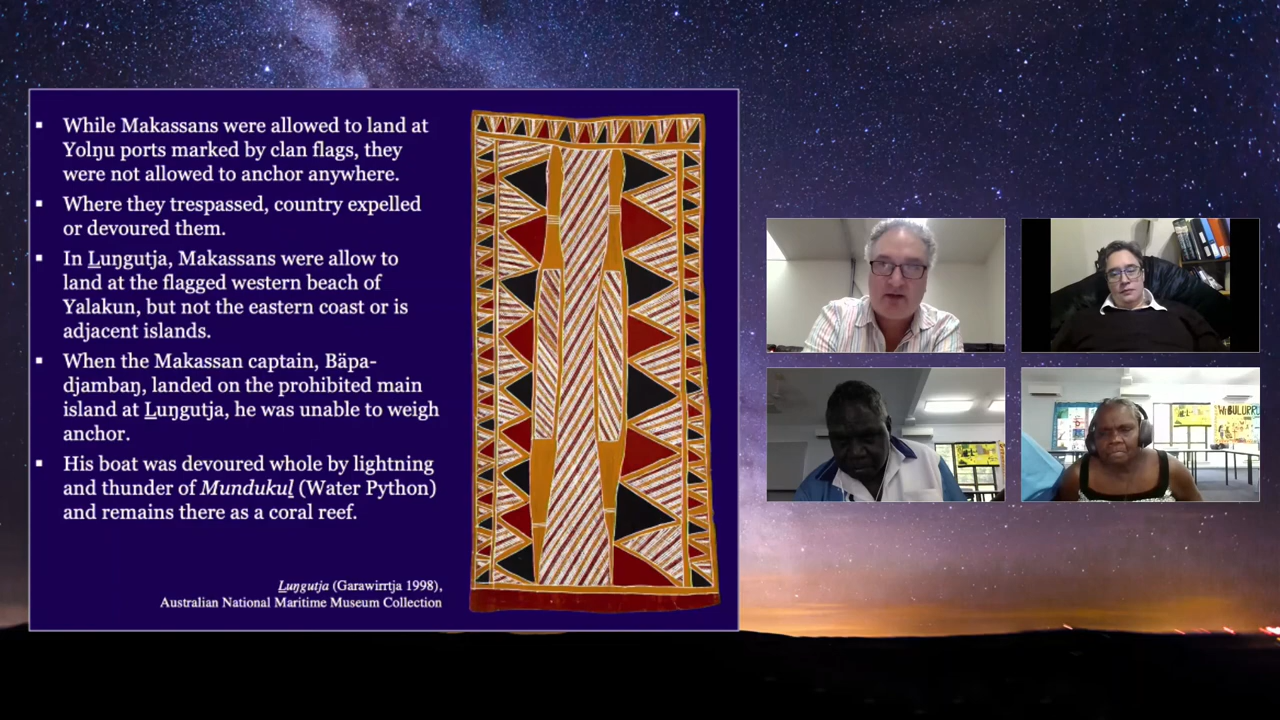 ▪ While Makassans were allowed to land at
Yolŋu ports marked by clan flags, they
were not allowed to anchor anywhere.
▪ Where they trespassed, country expelled
or devoured them.
▪ In Ḻuŋgutja, Makassans were allow to
land at the flagged western beach of
Yalakun, but not the eastern coast or is
adjacent islands.
▪ When the Makassan captain, Bäpa-
djambaŋ, landed on the prohibited main
island at Ḻuŋgutja, he was unable to weigh
anchor.
▪ His boat was devoured whole by lightning
and thunder of Mundukuḻ (Water Python)
and remains there as a coral reef.
Ḻuŋgutja (Garawirrtja 1998),
Australian National Maritime Museum Collection